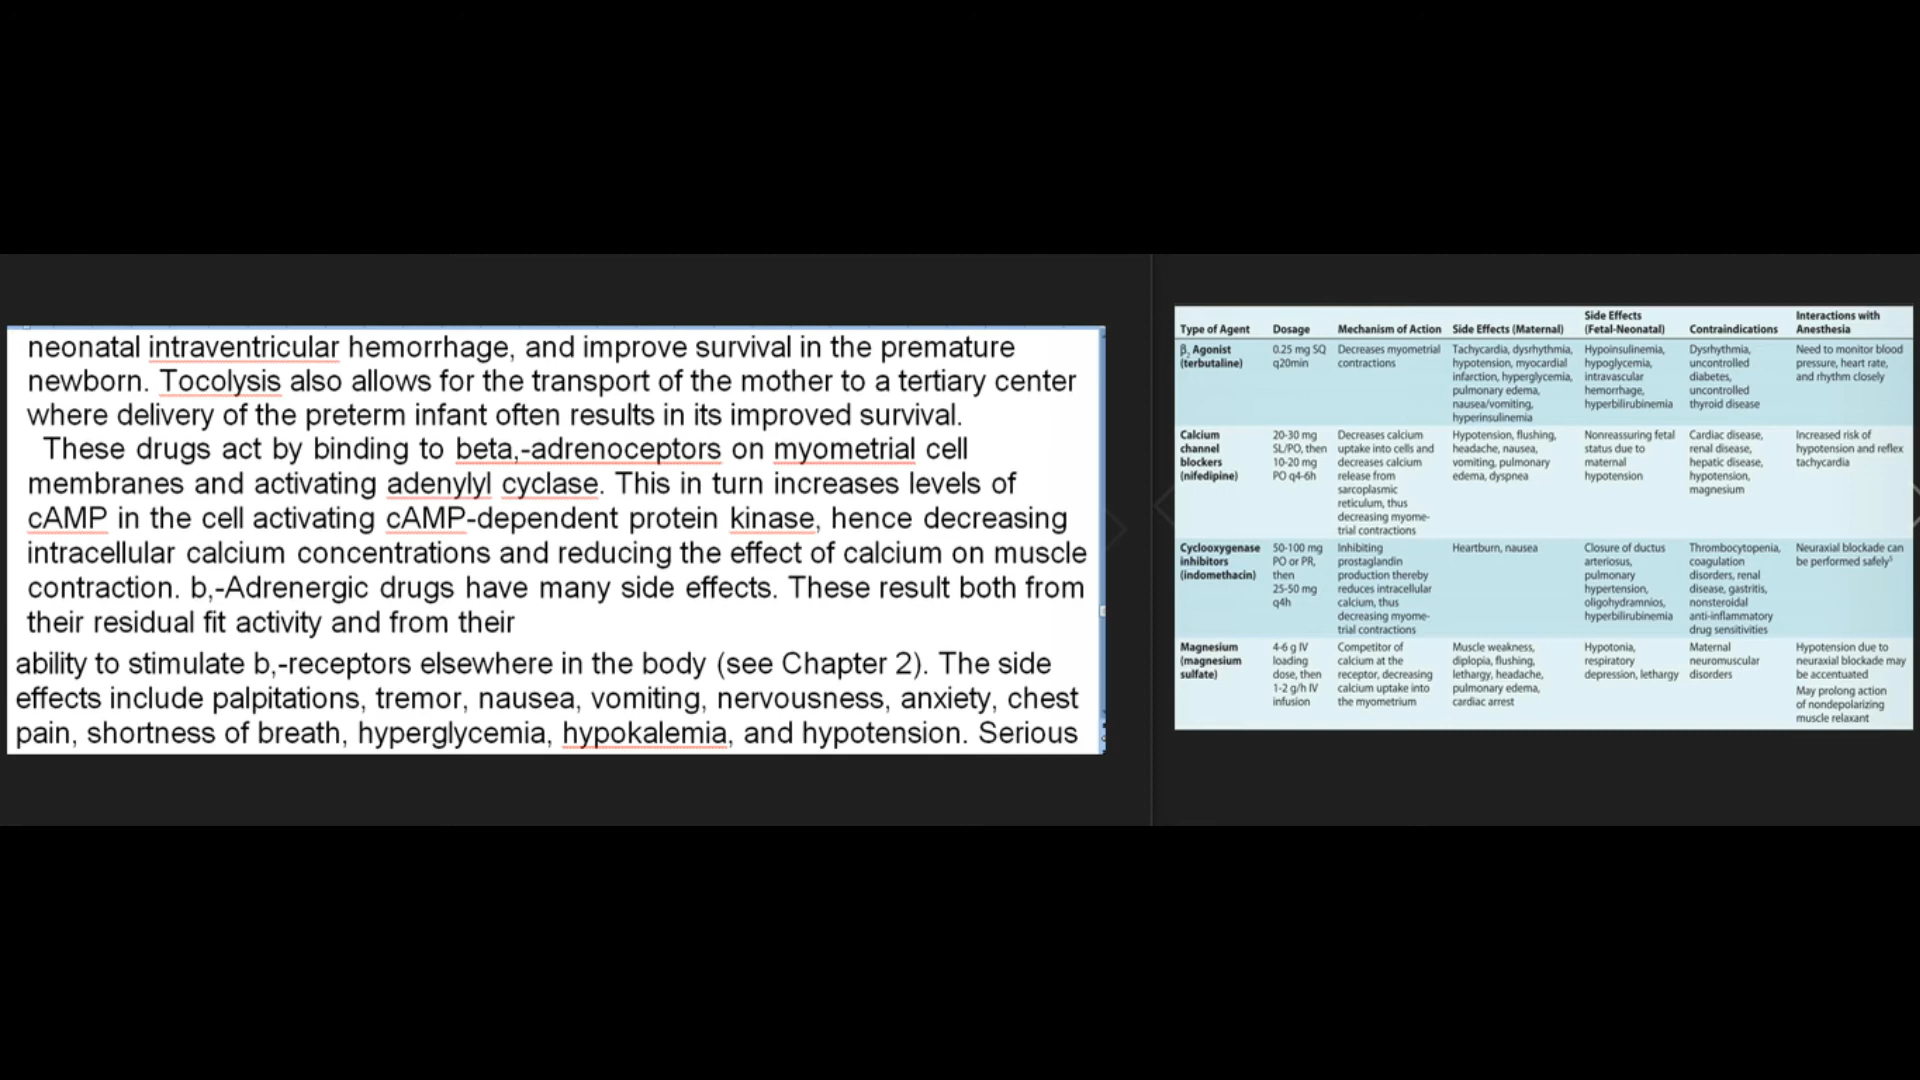 neonatal intraventricular hemorrhage, and improve survival in the premature
newborn. Tocolysis also allows for the transport of the mother to a tertiary center
where delivery of the preterm infant often results in its improved survival.
These drugs act by binding to beta,-adrenoceptors on myometrial cell
membranes and activating adenylyl cyclase. This in turn increases levels of
cAMP in the cell activating cAMP-dependent protein kinase, hence decreasing
intracellular calcium concentrations and reducing the effect of calcium on muscle
contraction. b,-Adrenergic drugs have many side effects. These result both from
their residual fit activity and from their
ability to stimulate b,-receptors elsewhere in the body (see Chapter 2). The side
effects include palpitations, tremor, nausea, vomiting, nervousness, anxiety, chest
pain, shortness of breath, hyperglycemia, hypokalemia, and hypotension. Serious
Type of Agent
Dosage
Mechanism of Action
Side Effects (Maternal)
Side Effects
(Fetal-Neonatal)
Contraindications
Interactions with
Anesthesia
β₂ Agonist
(terbutaline)
0.25 mg SQ
q20min
Decreases myometrial
contractions
Tachycardia, dysrhythmia,
hypotension, myocardial
infarction, hyperglycemia,
pulmonary edema,
nausea/vomiting,
hyperinsulinemia
Hypoinsulinemia,
hypoglycemia,
intravascular
hemorrhage,
hyperbilirubinemia
Dysrhythmia,
uncontrolled
diabetes,
uncontrolled
thyroid disease
Need to monitor blood
pressure, heart rate,
and rhythm closely
Calcium
channel
blockers
(nifedipine)
20-30 mg
SL/PO, then
10-20 mg
PO q4-6h
Decreases calcium
uptake into cells and
decreases calcium
release from
sarcoplasmic
reticulum, thus
decreasing myome-
trial contractions
Hypotension, flushing,
headache, nausea,
vomiting, pulmonary
edema, dyspnea
Nonreassuring fetal
status due to
maternal
hypotension
Cardiac disease,
renal disease,
hepatic disease,
hypotension,
magnesium
Increased risk of
hypotension and reflex
tachycardia
Cyclooxygenase
inhibitors
(indomethacin)
50-100 mg
PO or PR,
then
25-50 mg
q4h
Inhibiting
prostaglandin
production thereby
reduces intracellular
calcium, thus
decreasing myome-
trial contractions
Heartburn, nausea
Closure of ductus
arteriosus,
pulmonary
hypertension,
oligohydramnios,
hyperbilirubinemia
Thrombocytopenia,
coagulation
disorders, renal
disease, gastritis,
nonsteroidal
anti-inflammatory
drug sensitivities
Neuraxial blockade can
be performed safely
Magnesium
(magnesium
sulfate)
4-6 g IV
loading
dose, then
1-2 g/h IV
infusion
Competitor of
calcium at the
receptor, decreasing
calcium uptake into
the myometrium
Muscle weakness,
diplopia, flushing,
lethargy, headache,
pulmonary edema,
cardiac arrest
Hypotonia,
respiratory
depression, lethargy
Maternal
neuromuscular
disorders
Hypotension due to
neuraxial blockade may
be accentuated
May prolong action
of nondepolarizing
muscle relaxant